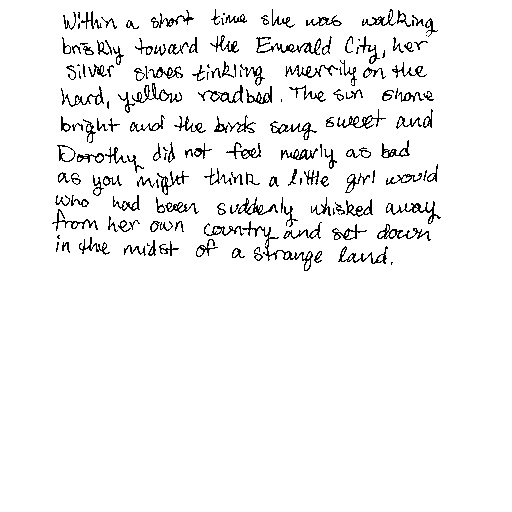 Within a short time she was walking
briskly toward the Emerald City, her
Silver shoes tinkling merrily on the
hard, yellow roadbed. The sun shone
bright and the birds sang sweet and
Dorothy did not feel nearly as bad
as you might think a little girl would
who had been suddenly whisked away
from her own country and set down
in the midst of a strange land.